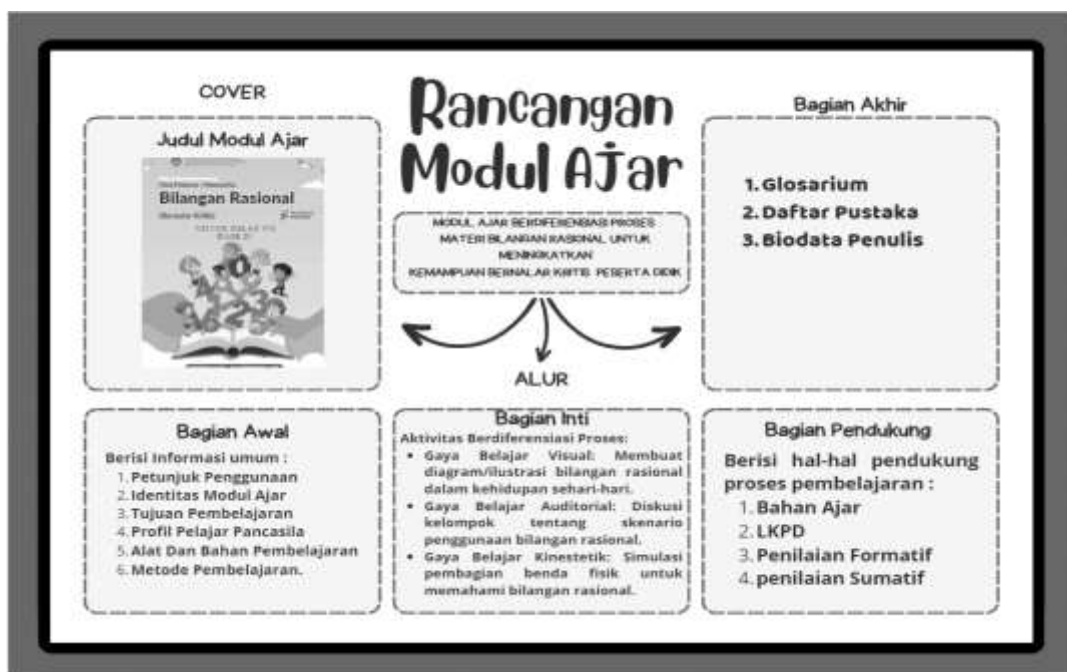 COVER
Judul Modul Ajar
Bilangan Rasional
Rancangan
Modul Ajar
MODUL AJAR BERDIFERENSIASI PROSES
MATERI BILANGAN RASIONAL UNTUK
MENINGKATKAN
KEMAMPUAN BERNALAR KRITIS PESERTA DIDIK
ALUR
Bagian Akhir
1. Glosarium
2. Daftar Pustaka
3. Biodata Penulis
Bagian Awal
Berisi Informasi umum :
1. Petunjuk Penggunaan
2. Identitas Modul Ajar
3. Tujuan Pembelajaran
4. Profil Pelajar Pancasila
5. Alat Dan Bahan Pembelajaran
6. Metode Pembelajaran.
Bagian Inti
Aktivitas Berdiferensiasi Proses:
• Gaya Belajar Visual: Membuat
diagram/ilustrasi bilangan rasional
dalam kehidupan sehari-hari.
• Gaya Belajar Auditorial: Diskusi
kelompok tentang skenario
penggunaan bilangan rasional.
• Gaya Belajar Kinestetik: Simulasi
pembagian benda fisik untuk
memahami bilangan rasional.
Bagian Pendukung
Berisi hal-hal pendukung
proses pembelajaran :
1. Bahan Ajar
2. LKPD
3. Penilaian Formatif
4. penilaian Sumatif